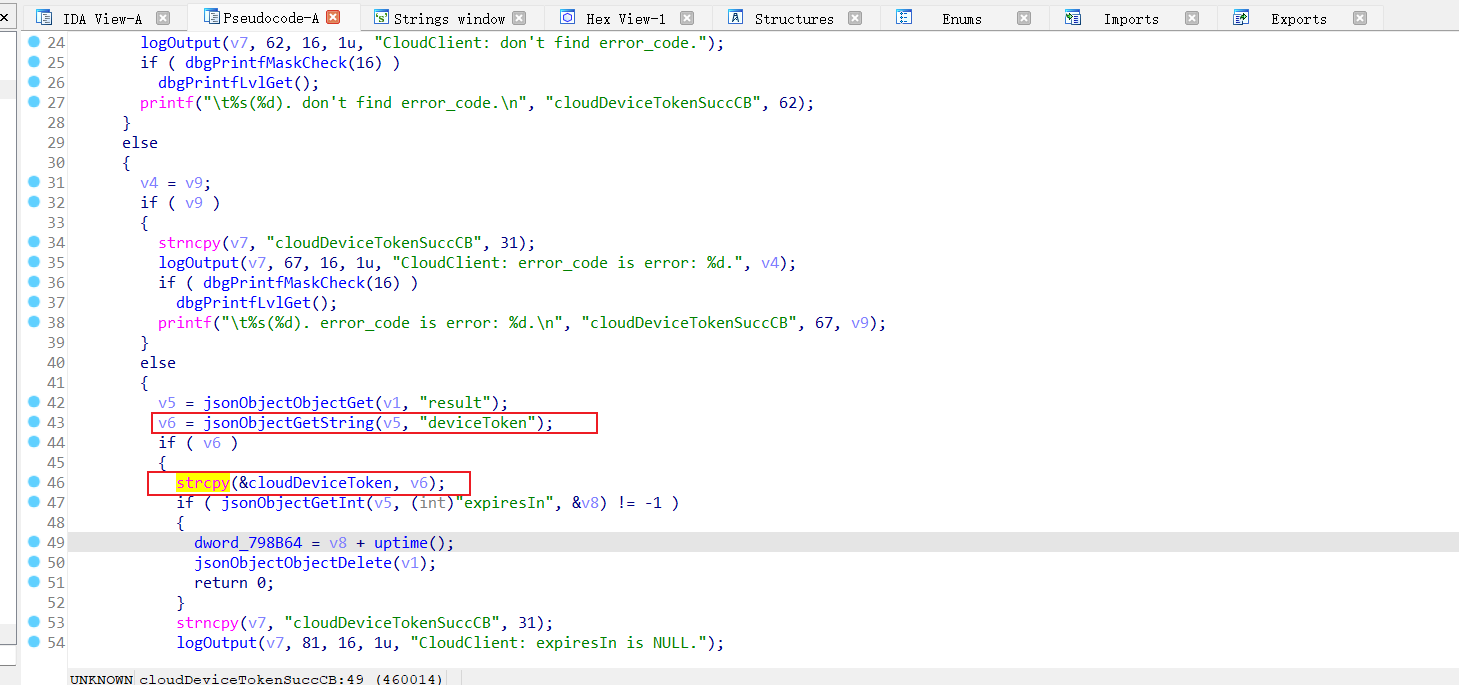 IDA View-A Pseudocode-A Strings window Hex View-1 Structures Enums Imports Exports
24 logOutput(v7, 62, 16, 1u, "CloudClient: don't find error_code.");
25 if ( dbgPrintfMaskCheck(16) )
26 dbgPrintfLvlGet();
27 printf("\t%s(%d). don't find error_code.\n", "cloudDeviceTokenSuccCB", 62);
28 }
29 else
30 {
31 v4 = v9;
32 if ( v9 )
33 {
34 strncpy(v7, "cloudDeviceTokenSuccCB", 31);
35 logOutput(v7, 67, 16, 1u, "CloudClient: error_code is error: %d.", v4);
36 if ( dbgPrintfMaskCheck(16) )
37 dbgPrintfLvlGet();
38 printf("\t%s(%d). error_code is error: %d.\n", "cloudDeviceTokenSuccCB", 67, v9);
39 }
40 else
41 {
42 v5 = jsonObjectObjectGet(v1, "result");
43 v6 = jsonObjectGetString(v5, "deviceToken");
44 if ( v6 )
45 {
46 strcpy(&cloudDeviceToken, v6);
47 if ( jsonObjectGetInt(v5, (int)"expiresIn", &v8) != -1 )
48 {
49 dword_798B64 = v8 + uptime();
50 jsonObjectObjectDelete(v1);
51 return 0;
52 }
53 strncpy(v7, "cloudDeviceTokenSuccCB", 31);
54 logOutput(v7, 81, 16, 1u, "CloudClient: expiresIn is NULL.");
UNKNOWN cloudDeviceTokenSuccCB:49 (460014)